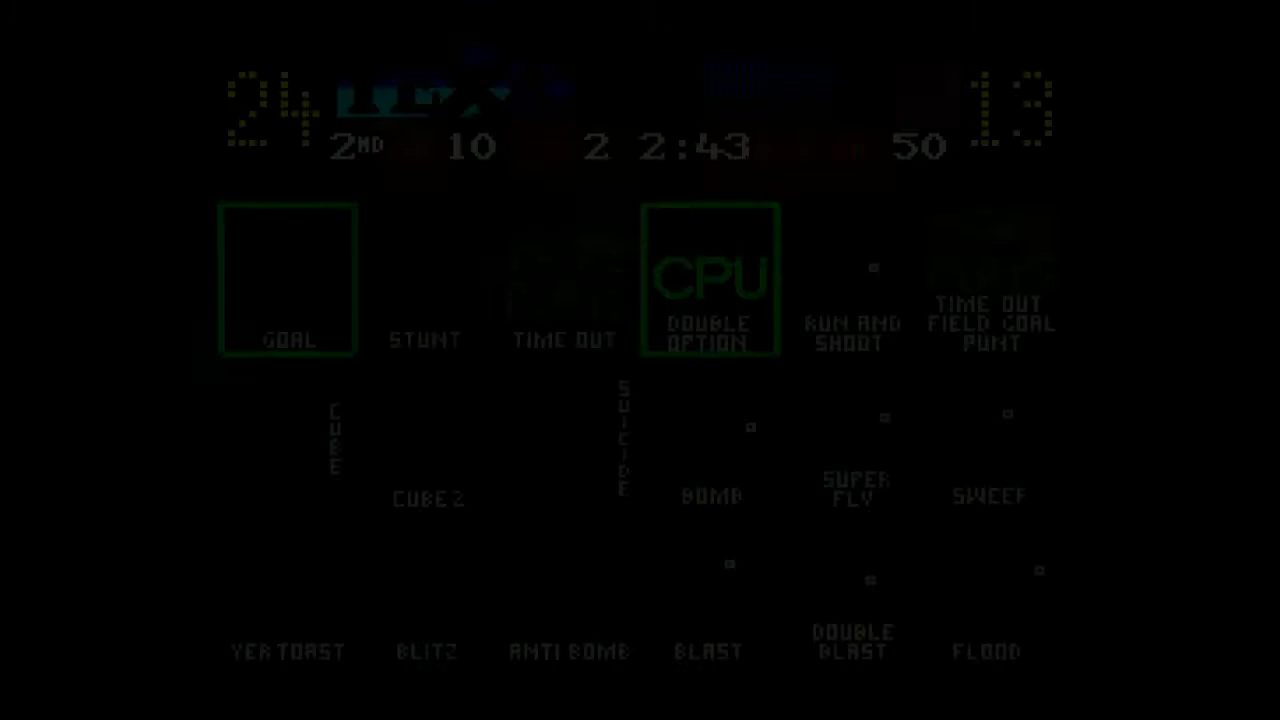 24 13
2ND 10 2 2:43 50
CPU
GOAL STUNT TIME OUT DOUBLE OPTION RUN AND SHOOT TIME OUT FIELD GOAL PUNT
CUBE CUBE 2 SUICIDE BOMB SUPER FLY SWEEP
YER TOAST BLITZ ANTI BOMB BLAST DOUBLE BLAST FLOOD